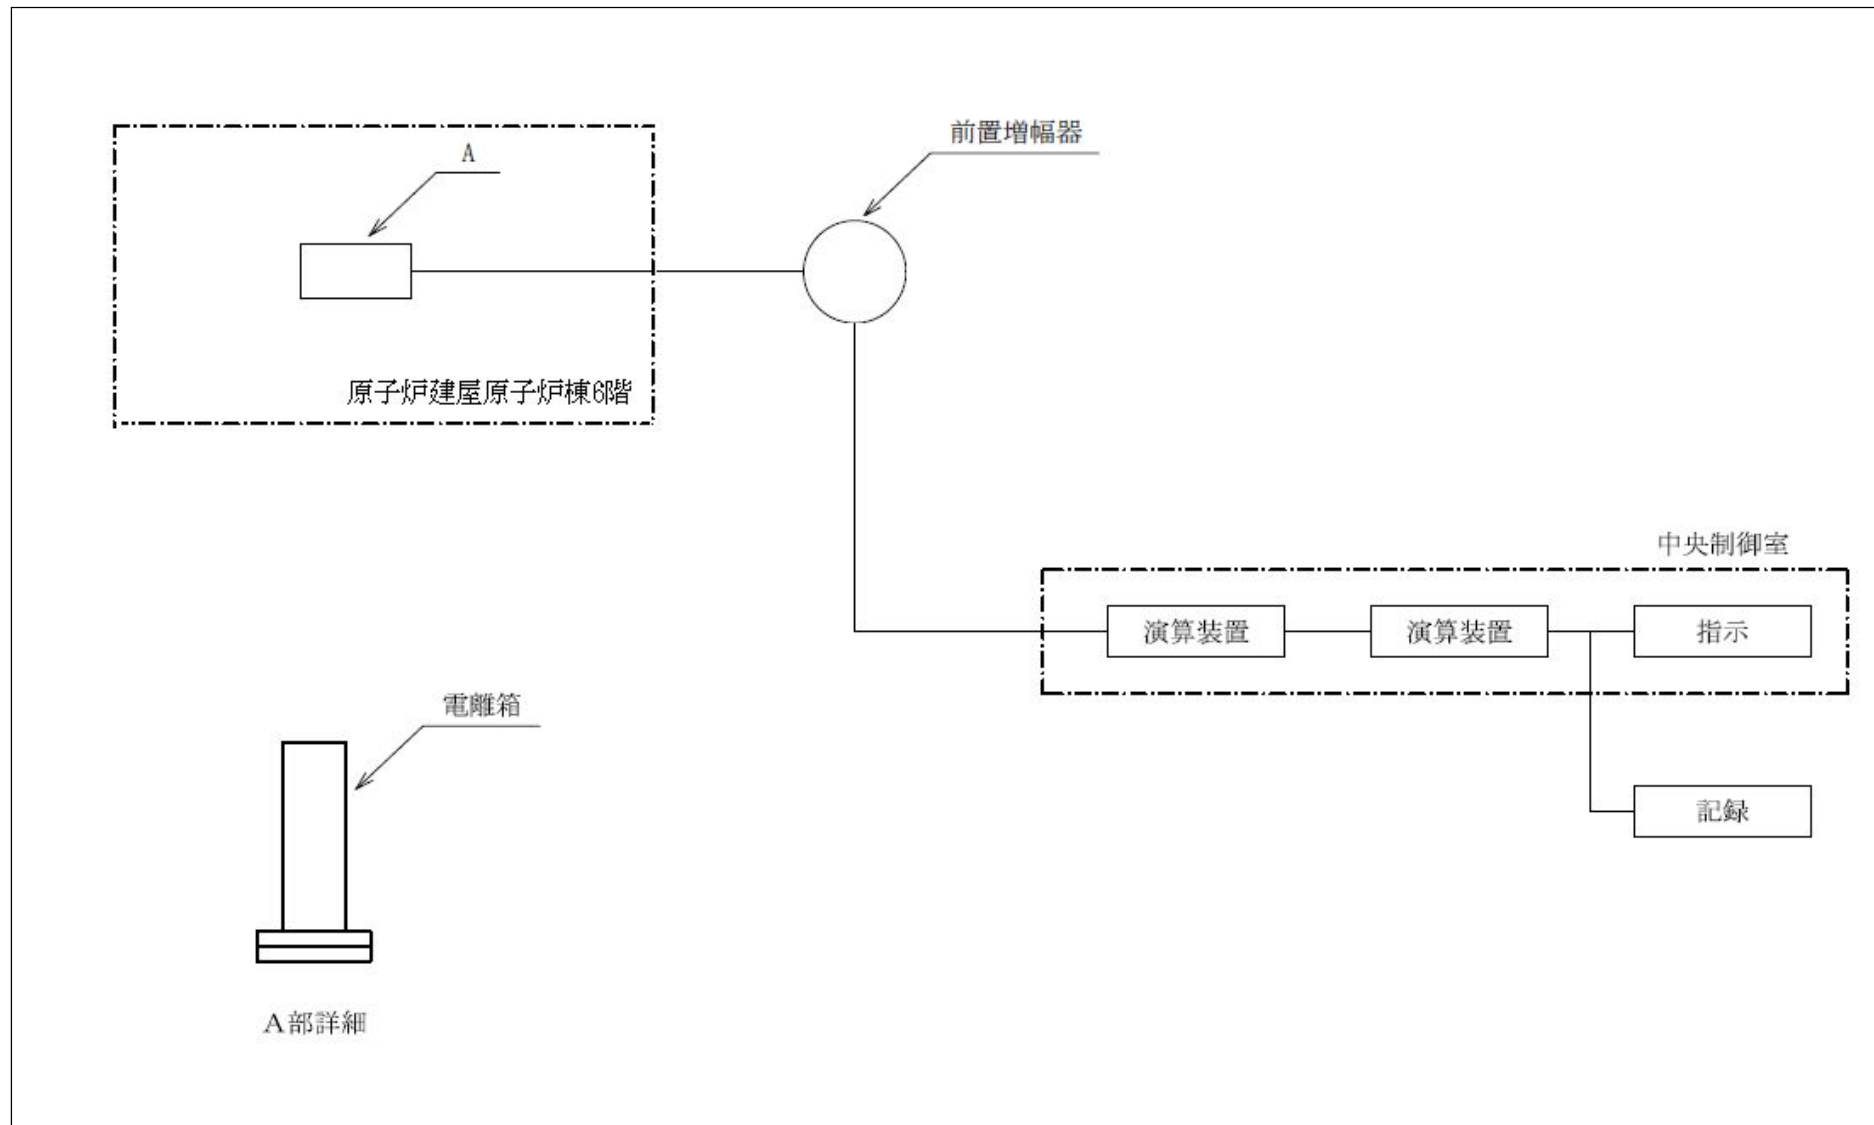 前置増幅器
A
原子炉建屋原子炉棟6階
中央制御室
演算装置
演算装置
指示
電離箱
記録
A部詳細